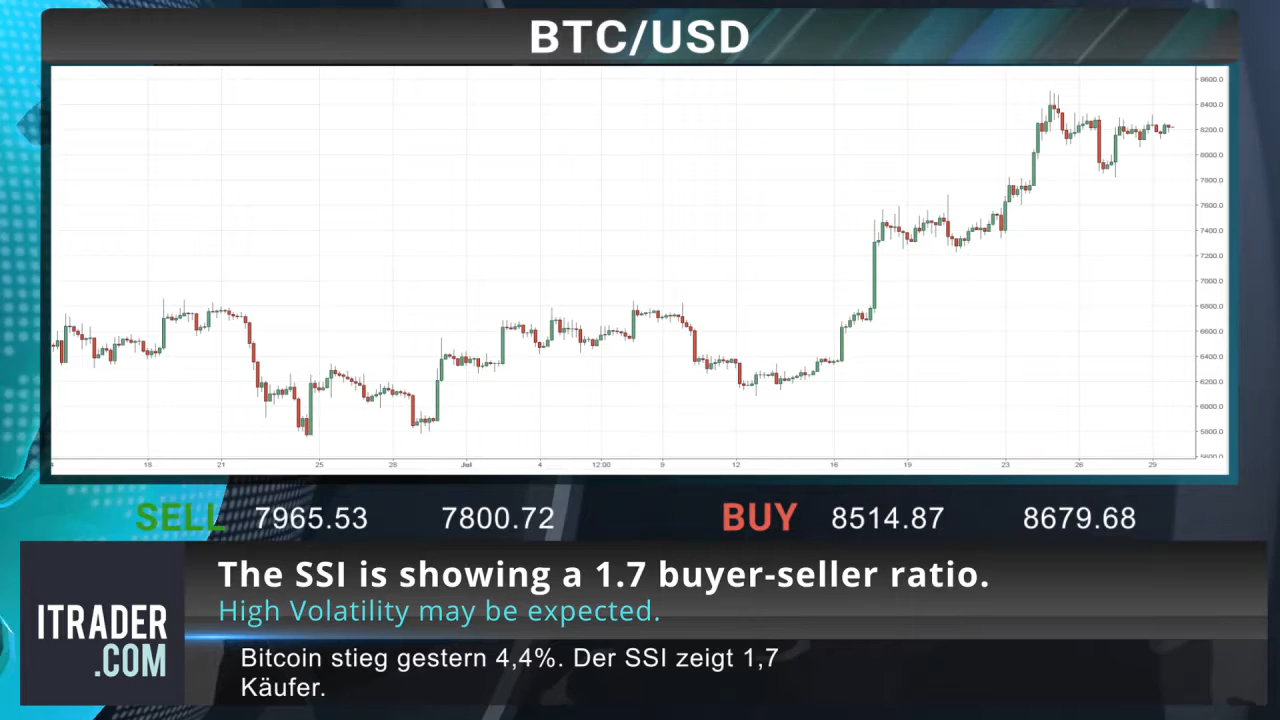 BTC/USD
8600.0
8400.0
8200.0
8000.0
7800.0
7600.0
7400.0
7200.0
7000.0
6800.0
6600.0
6400.0
6200.0
6000.0
5800.0
5600.0
18 21 25 28 Jul 4 12:00 9 12 16 19 23 26 29
SELL 7965.53 7800.72 BUY 8514.87 8679.68
The SSI is showing a 1.7 buyer-seller ratio.
High Volatility may be expected.
ITRADER
.COM
Bitcoin stieg gestern 4,4%. Der SSI zeigt 1,7
Käufer.